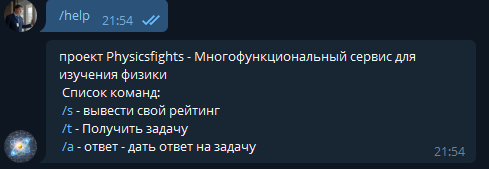 /help
21:54
проект Physicsfights - Многофункциональный сервис для
изучения физики
Список команд:
/s - вывести свой рейтинг
/t - Получить задачу
/a - ответ - дать ответ на задачу
21:54